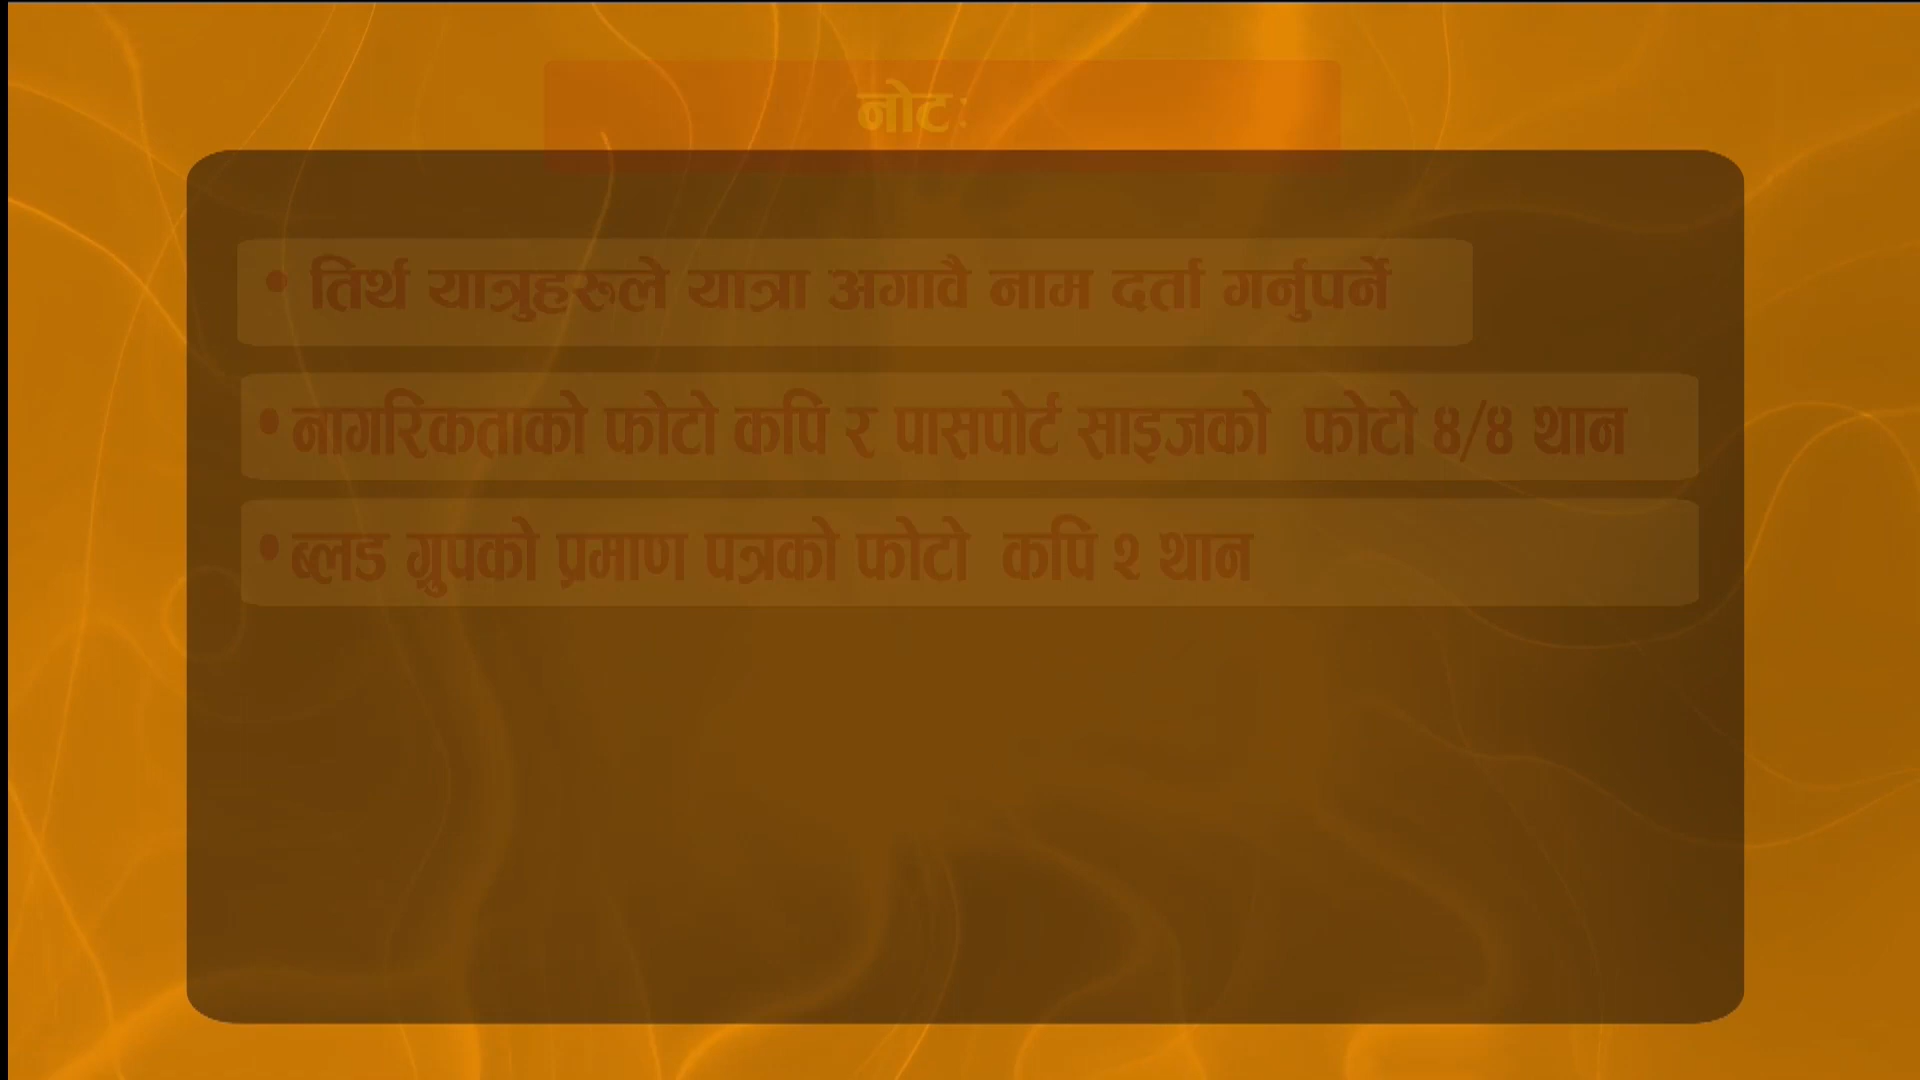 नोटः
• तिर्थ यात्रुहरुले यात्रा अगावै नाम दर्ता गर्नुपर्ने
• नागरिकताको फोटो कपि र पासपोर्ट साइजको फोटो ४/४ थान
• ब्लड ग्रुपको प्रमाण पत्रको फोटो कपि २ थान